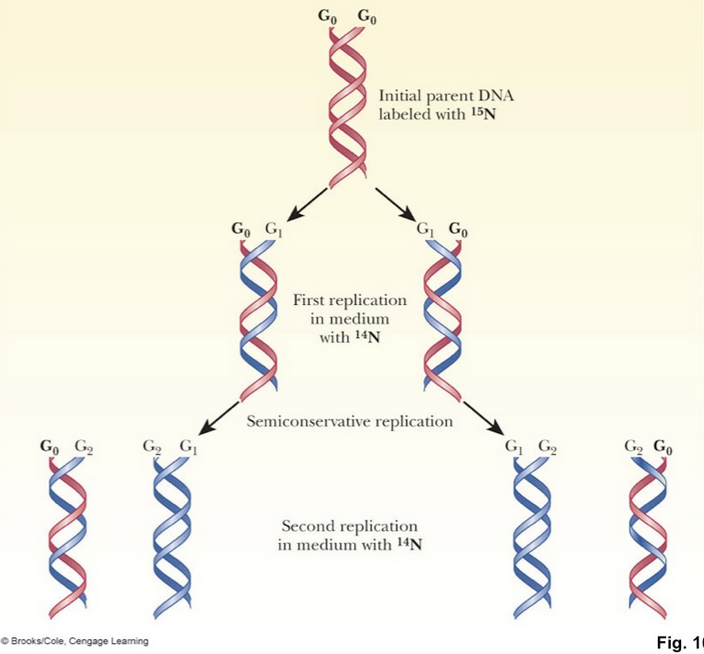 G₀ G₀
Initial parent DNA
labeled with ¹⁵N
G₀ G₁
G₁ G₀
First replication
in medium
with ¹⁴N
Semiconservative replication
G₀ G₂
G₂ G₁
G₁ G₂
G₂ G₀
Second replication
in medium with ¹⁴N
© Brooks/Cole, Cengage Learning
Fig. 10